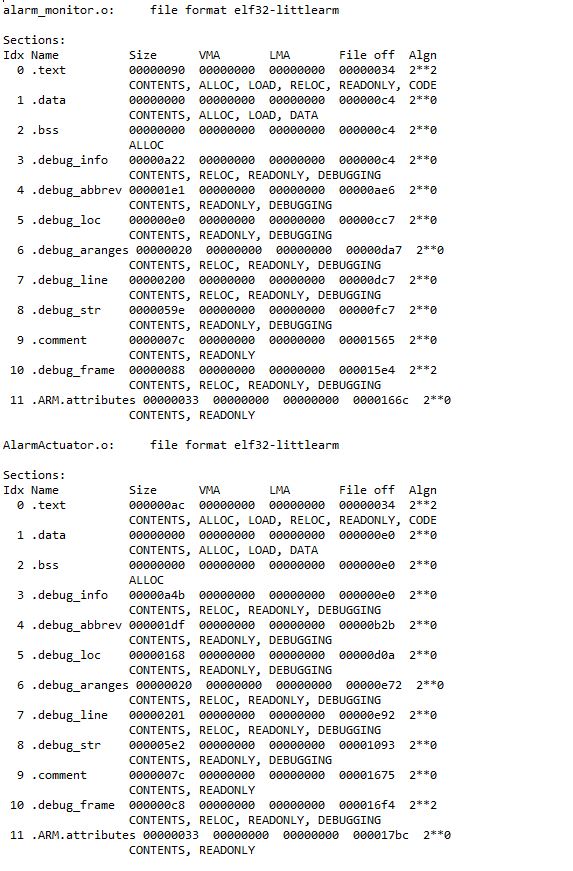 alarm_monitor.o:     file format elf32-littlearm

Sections:
Idx Name          Size      VMA       LMA       File off  Algn
  0 .text         00000090  00000000  00000000  00000034  2**2
                  CONTENTS, ALLOC, LOAD, RELOC, READONLY, CODE
  1 .data         00000000  00000000  00000000  000000c4  2**0
                  CONTENTS, ALLOC, LOAD, DATA
  2 .bss          00000000  00000000  00000000  000000c4  2**0
                  ALLOC
  3 .debug_info   00000a22  00000000  00000000  000000c4  2**0
                  CONTENTS, RELOC, READONLY, DEBUGGING
  4 .debug_abbrev 000001e1  00000000  00000000  00000ae6  2**0
                  CONTENTS, READONLY, DEBUGGING
  5 .debug_loc    000000e0  00000000  00000000  00000cc7  2**0
                  CONTENTS, READONLY, DEBUGGING
  6 .debug_aranges 00000020  00000000  00000000  00000da7  2**0
                  CONTENTS, RELOC, READONLY, DEBUGGING
  7 .debug_line   00000200  00000000  00000000  00000dc7  2**0
                  CONTENTS, RELOC, READONLY, DEBUGGING
  8 .debug_str    0000059e  00000000  00000000  00000fc7  2**0
                  CONTENTS, READONLY, DEBUGGING
  9 .comment      0000007c  00000000  00000000  00001565  2**0
                  CONTENTS, READONLY
 10 .debug_frame  00000088  00000000  00000000  000015e4  2**2
                  CONTENTS, RELOC, READONLY, DEBUGGING
 11 .ARM.attributes 00000033  00000000  00000000  0000166c  2**0
                  CONTENTS, READONLY

AlarmActuator.o:     file format elf32-littlearm

Sections:
Idx Name          Size      VMA       LMA       File off  Algn
  0 .text         000000ac  00000000  00000000  00000034  2**2
                  CONTENTS, ALLOC, LOAD, RELOC, READONLY, CODE
  1 .data         00000000  00000000  00000000  000000e0  2**0
                  CONTENTS, ALLOC, LOAD, DATA
  2 .bss          00000000  00000000  00000000  000000e0  2**0
                  ALLOC
  3 .debug_info   00000a4b  00000000  00000000  000000e0  2**0
                  CONTENTS, RELOC, READONLY, DEBUGGING
  4 .debug_abbrev 000001df  00000000  00000000  00000b2b  2**0
                  CONTENTS, READONLY, DEBUGGING
  5 .debug_loc    00000168  00000000  00000000  00000d0a  2**0
                  CONTENTS, READONLY, DEBUGGING
  6 .debug_aranges 00000020  00000000  00000000  00000e72  2**0
                  CONTENTS, RELOC, READONLY, DEBUGGING
  7 .debug_line   00000201  00000000  00000000  00000e92  2**0
                  CONTENTS, RELOC, READONLY, DEBUGGING
  8 .debug_str    000005e2  00000000  00000000  00001093  2**0
                  CONTENTS, READONLY, DEBUGGING
  9 .comment      0000007c  00000000  00000000  00001675  2**0
                  CONTENTS, READONLY
 10 .debug_frame  000000c8  00000000  00000000  000016f4  2**2
                  CONTENTS, RELOC, READONLY, DEBUGGING
 11 .ARM.attributes 00000033  00000000  00000000  000017bc  2**0
                  CONTENTS, READONLY